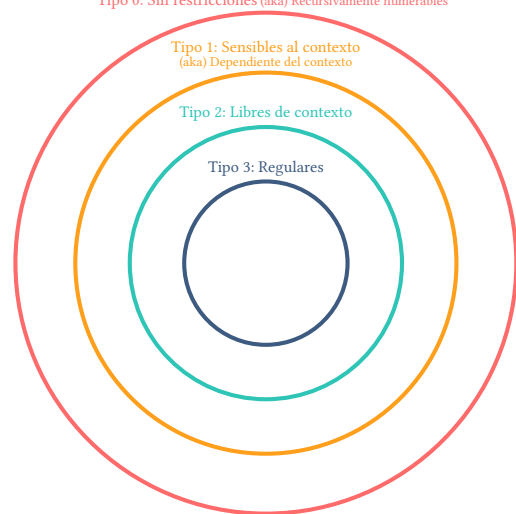 Tipo 0: Sin restricciones (aka) Recursivamente numerables
Tipo 1: Sensibles al contexto
(aka) Dependiente del contexto
Tipo 2: Libres de contexto
Tipo 3: Regulares